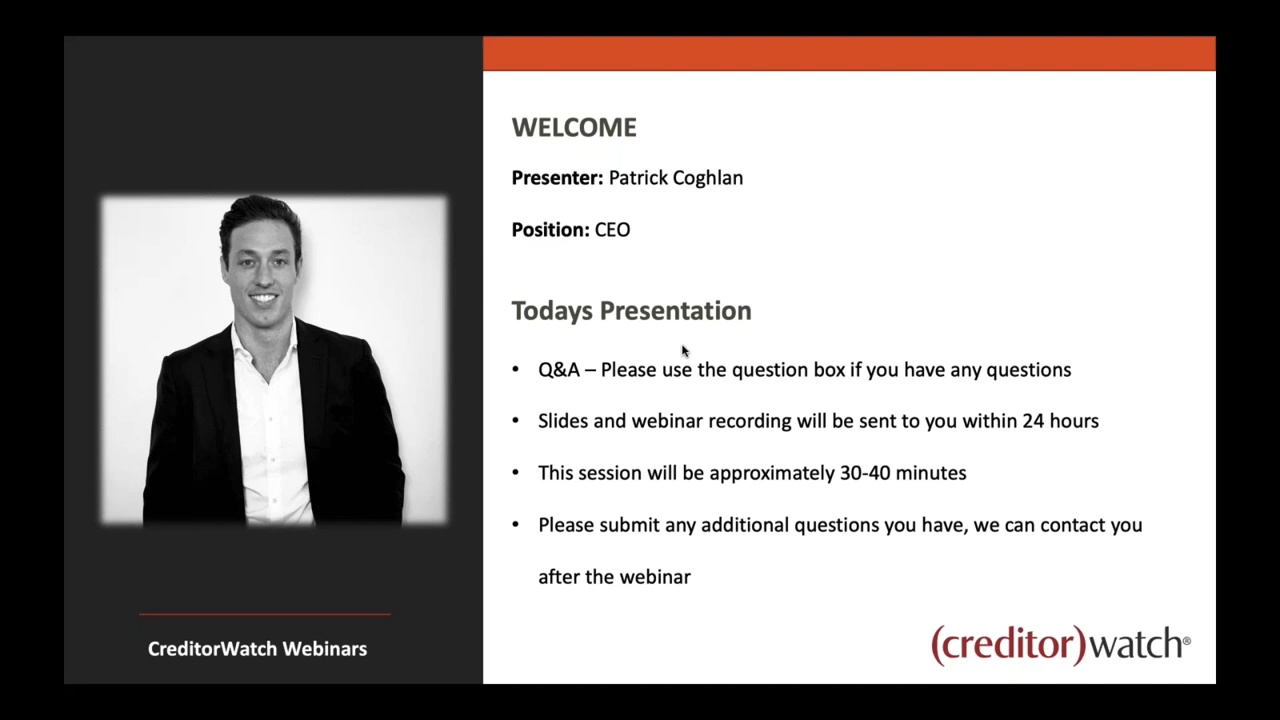 WELCOME
Presenter: Patrick Coghlan
Position: CEO
Todays Presentation
• Q&A – Please use the question box if you have any questions
• Slides and webinar recording will be sent to you within 24 hours
• This session will be approximately 30-40 minutes
• Please submit any additional questions you have, we can contact you
after the webinar
CreditorWatch Webinars
(creditor)watch®